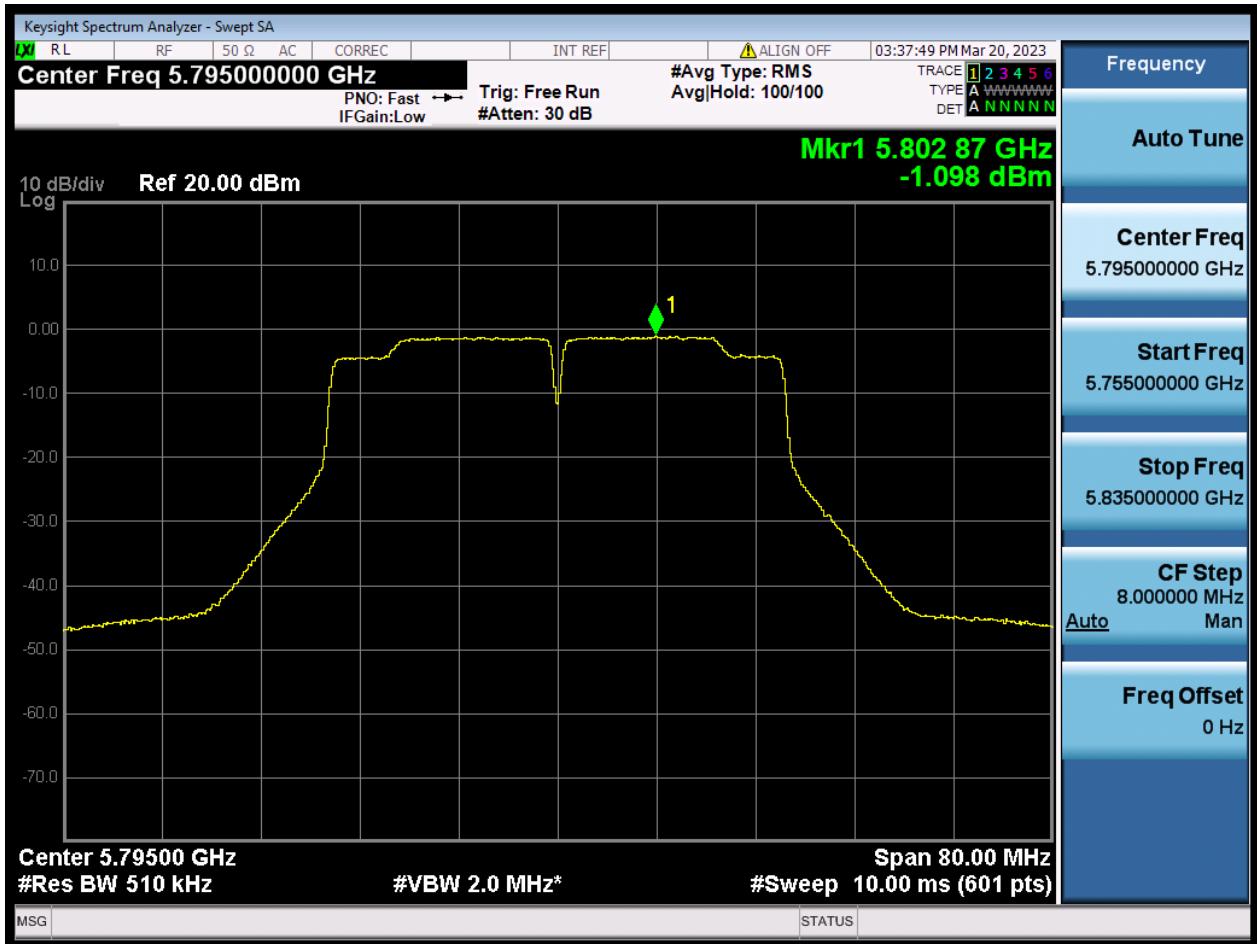 Keysight Spectrum Analyzer - Swept SA
LXI RL RF 50 Ω AC CORREC INT REF ALIGN OFF 03:37:49 PM Mar 20, 2023
Center Freq 5.795000000 GHz
PNO: Fast
IFGain:Low
Trig: Free Run
#Atten: 30 dB
#Avg Type: RMS
Avg|Hold: 100/100
TRACE 1 2 3 4 5 6
TYPE A WWWWW
DET A N N N N N
Mkr1 5.802 87 GHz
-1.098 dBm
10 dB/div Ref 20.00 dBm
Log
10.0
0.00
-10.0
-20.0
-30.0
-40.0
-50.0
-60.0
-70.0
1
Center 5.79500 GHz Span 80.00 MHz
#Res BW 510 kHz #VBW 2.0 MHz* #Sweep 10.00 ms (601 pts)
MSG STATUS
Frequency
Auto Tune
Center Freq
5.795000000 GHz
Start Freq
5.755000000 GHz
Stop Freq
5.835000000 GHz
CF Step
8.000000 MHz
Auto Man
Freq Offset
0 Hz